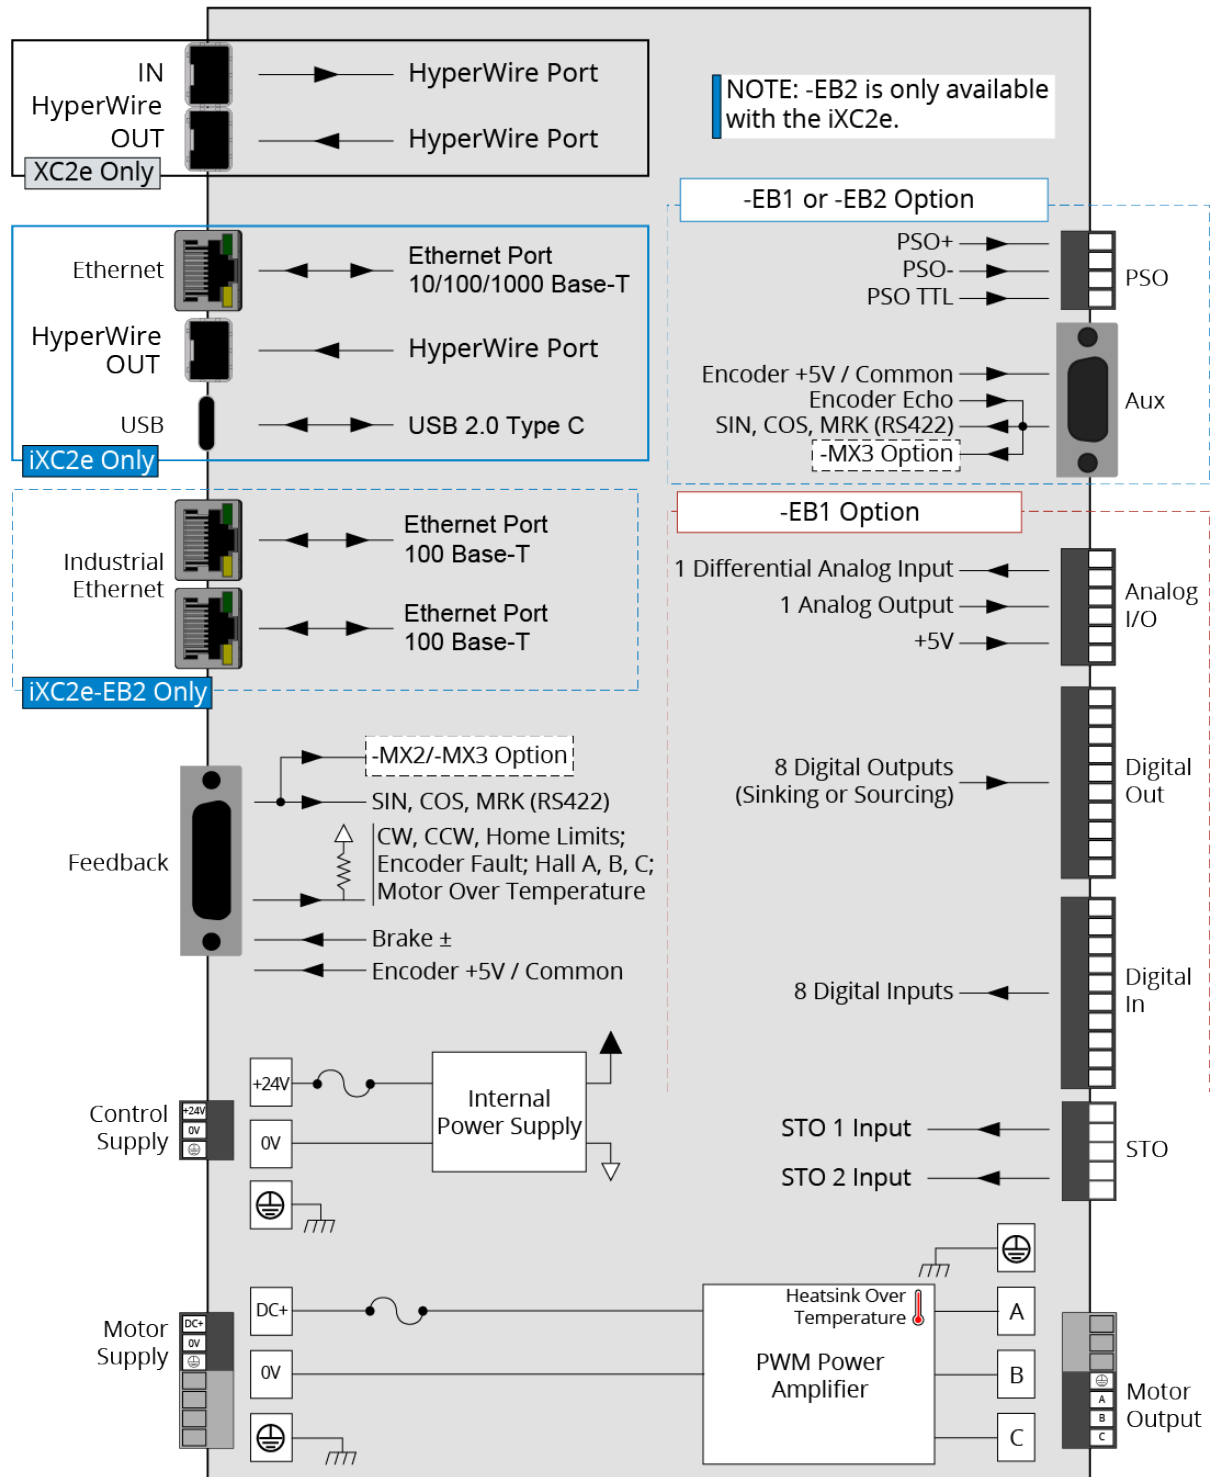 IN
HyperWire
OUT
HyperWire Port
HyperWire Port
XC2e Only
NOTE: -EB2 is only available
with the iXC2e.
Ethernet
Ethernet Port
10/100/1000 Base-T
HyperWire
OUT
HyperWire Port
USB
USB 2.0 Type C
iXC2e Only
-EB1 or -EB2 Option
PSO+
PSO-
PSO TTL
PSO
Encoder +5V / Common
Encoder Echo
SIN, COS, MRK (RS422)
-MX3 Option
Aux
Industrial
Ethernet
Ethernet Port
100 Base-T
Ethernet Port
100 Base-T
iXC2e-EB2 Only
-EB1 Option
1 Differential Analog Input
1 Analog Output
+5V
Analog
I/O
8 Digital Outputs
(Sinking or Sourcing)
Digital
Out
8 Digital Inputs
Digital
In
Feedback
-MX2/-MX3 Option
SIN, COS, MRK (RS422)
CW, CCW, Home Limits;
Encoder Fault; Hall A, B, C;
Motor Over Temperature
Brake ±
Encoder +5V / Common
Control
Supply
+24V
0V
+24V
0V
Internal
Power Supply
STO 1 Input
STO 2 Input
STO
Motor
Supply
DC+
0V
DC+
0V
Heatsink Over
Temperature
PWM Power
Amplifier
A
B
C
A
B
C
Motor
Output